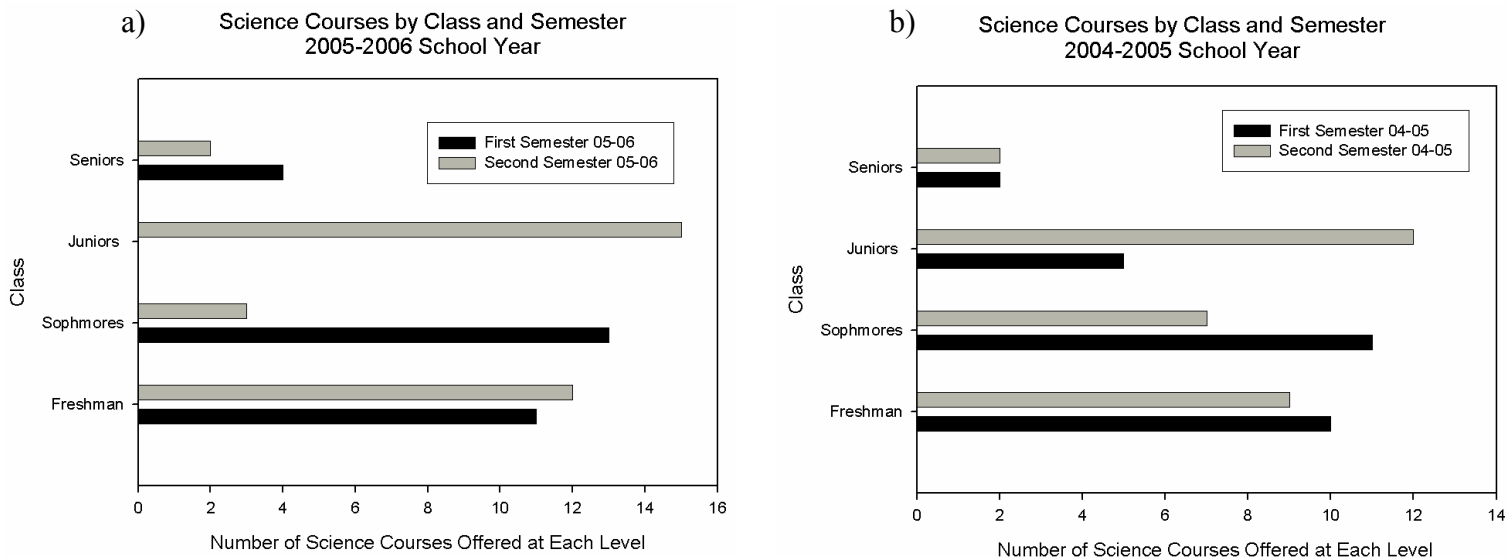 a)
Science Courses by Class and Semester
2005-2006 School Year
First Semester 05-06
Second Semester 05-06
Seniors
Juniors
Sophmores
Freshman
Class
0 2 4 6 8 10 12 14 16
Number of Science Courses Offered at Each Level
b)
Science Courses by Class and Semester
2004-2005 School Year
First Semester 04-05
Second Semester 04-05
Seniors
Juniors
Sophmores
Freshman
Class
0 2 4 6 8 10 12 14
Number of Science Courses Offered at Each Level